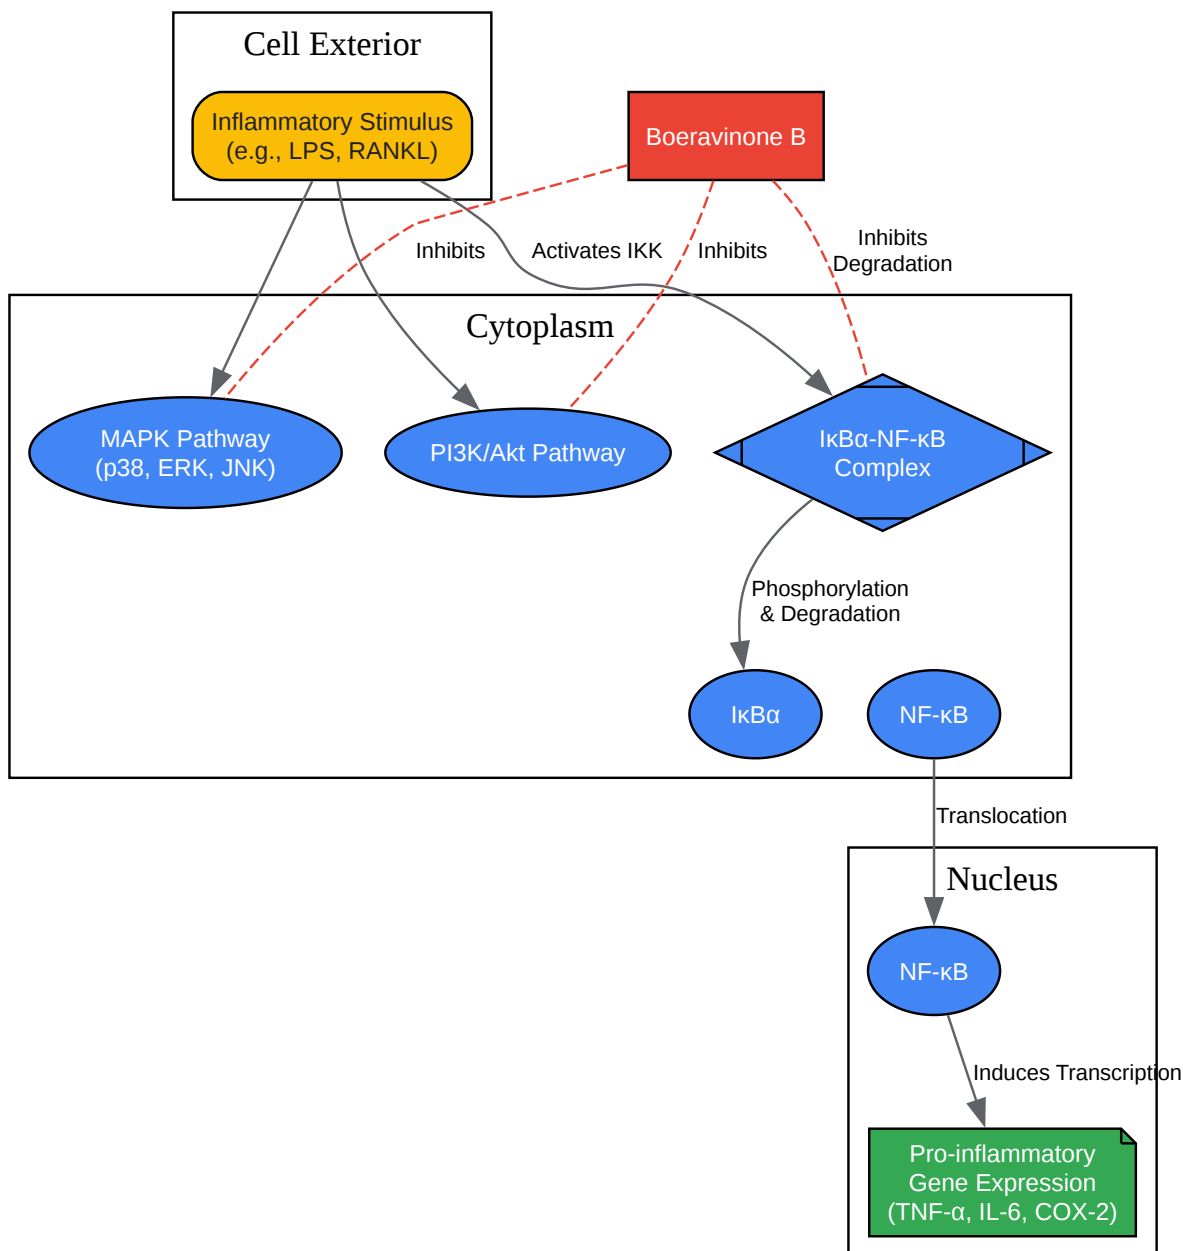 Cell Exterior
Inflammatory Stimulus
(e.g., LPS, RANKL)
Boeravinone B
Inhibits
Activates IKK
Inhibits
Inhibits
Degradation
Cytoplasm
MAPK Pathway
(p38, ERK, JNK)
PI3K/Akt Pathway
IκBα-NF-κB
Complex
Phosphorylation
& Degradation
IκBα
NF-κB
Translocation
Nucleus
NF-κB
Induces Transcription
Pro-inflammatory
Gene Expression
(TNF-α, IL-6, COX-2)